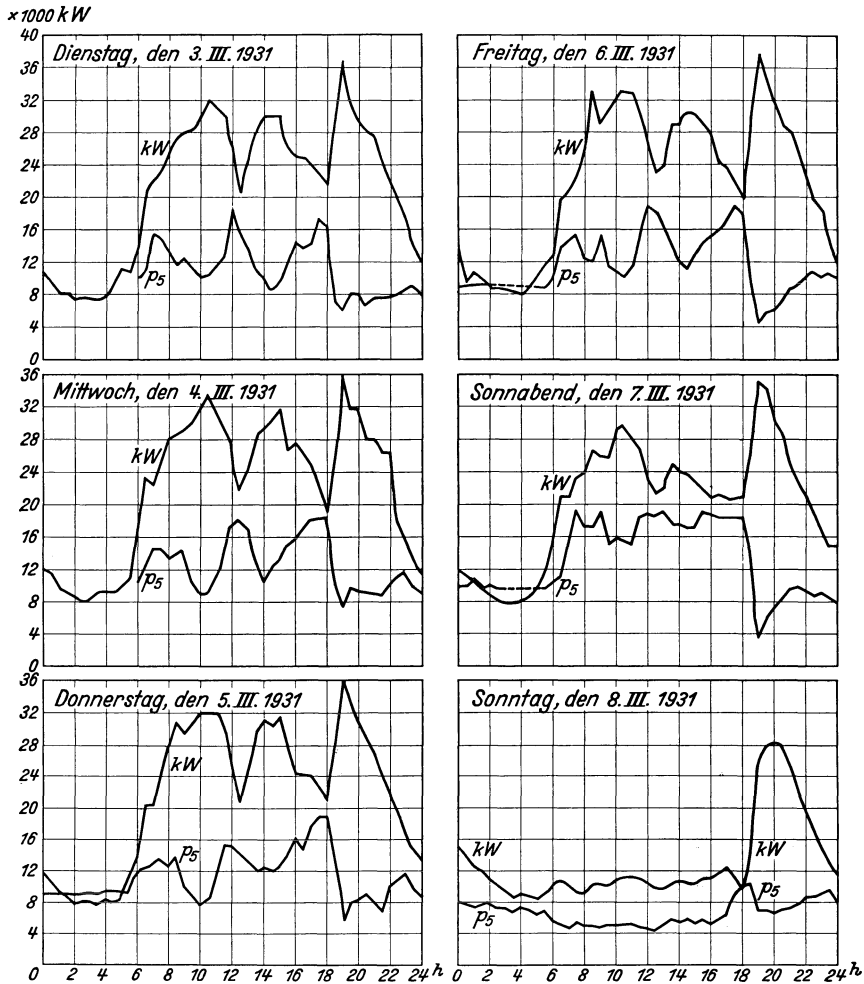 ×1000 kW
40
36
32
28
24
20
16
12
8
4
0
Dienstag, den 3. III. 1931
kW
p5
Freitag, den 6. III. 1931
kW
p5
36
32
28
24
20
16
12
8
4
0
Mittwoch, den 4. III. 1931
kW
p5
Sonnabend, den 7. III. 1931
kW
p5
36
32
28
24
20
16
12
8
4
Donnerstag, den 5. III. 1931
kW
p5
Sonntag, den 8. III. 1931
kW
p5
kW
p5
0 2 4 6 8 10 12 14 16 18 20 22 24 h
0 2 4 6 8 10 12 14 16 18 20 22 24 h